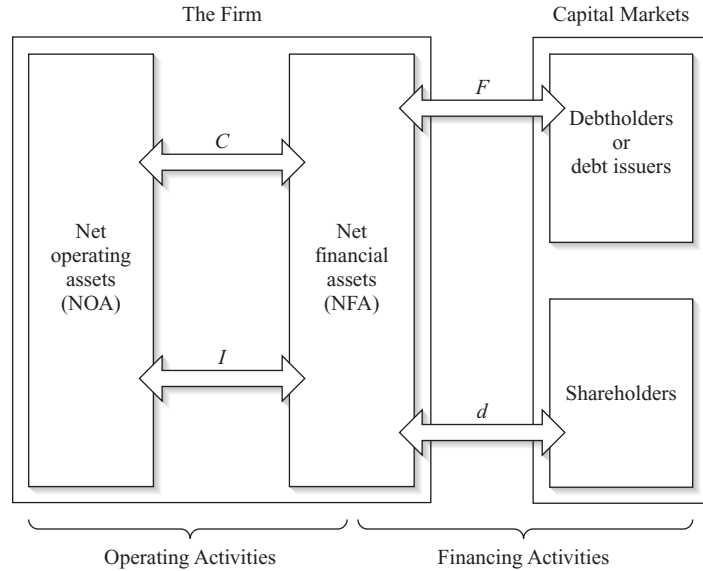 The Firm
Capital Markets
F
Debtholders
or
debt issuers
C
Net
operating
assets
(NOA)
Net
financial
assets
(NFA)
I
d
Shareholders
Operating Activities
Financing Activities